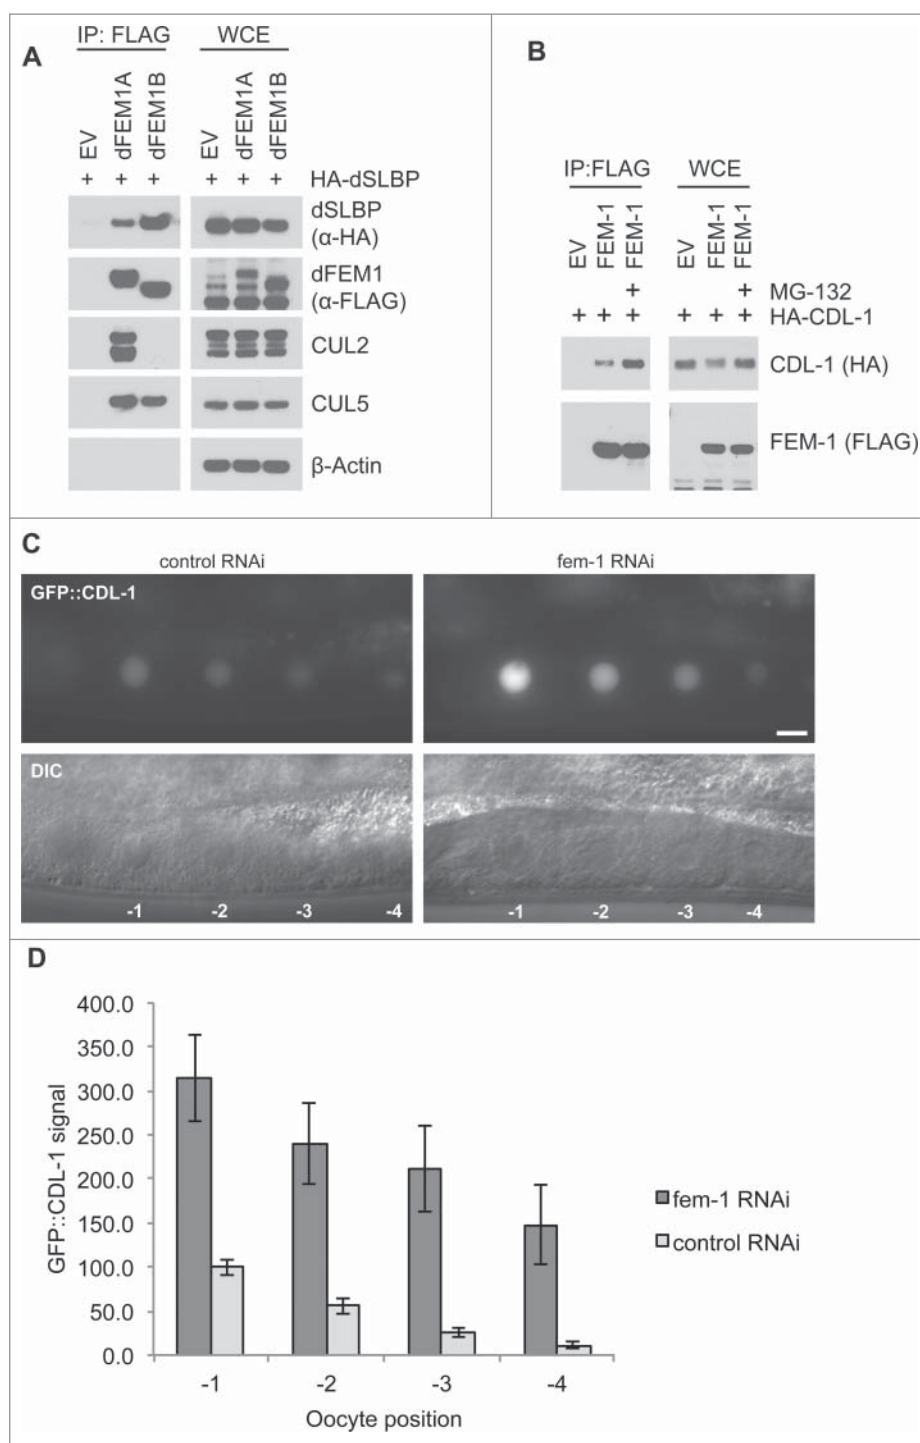 A
IP: FLAG WCE
EV dFEM1A dFEM1B EV dFEM1A dFEM1B
+ + + + + + HA-dSLBP
dSLBP
(α-HA)
dFEM1
(α-FLAG)
CUL2
CUL5
β-Actin
B
IP:FLAG WCE
EV FEM-1 FEM-1 EV FEM-1 FEM-1
+ + MG-132
+ + + + + + HA-CDL-1
CDL-1 (HA)
FEM-1 (FLAG)
C
control RNAi fem-1 RNAi
GFP::CDL-1
DIC
-1 -2 -3 -4 -1 -2 -3 -4
D
400.0
350.0
300.0
250.0
200.0
150.0
100.0
50.0
0.0
GFP::CDL-1 signal
-1 -2 -3 -4
Oocyte position
fem-1 RNAi
control RNAi